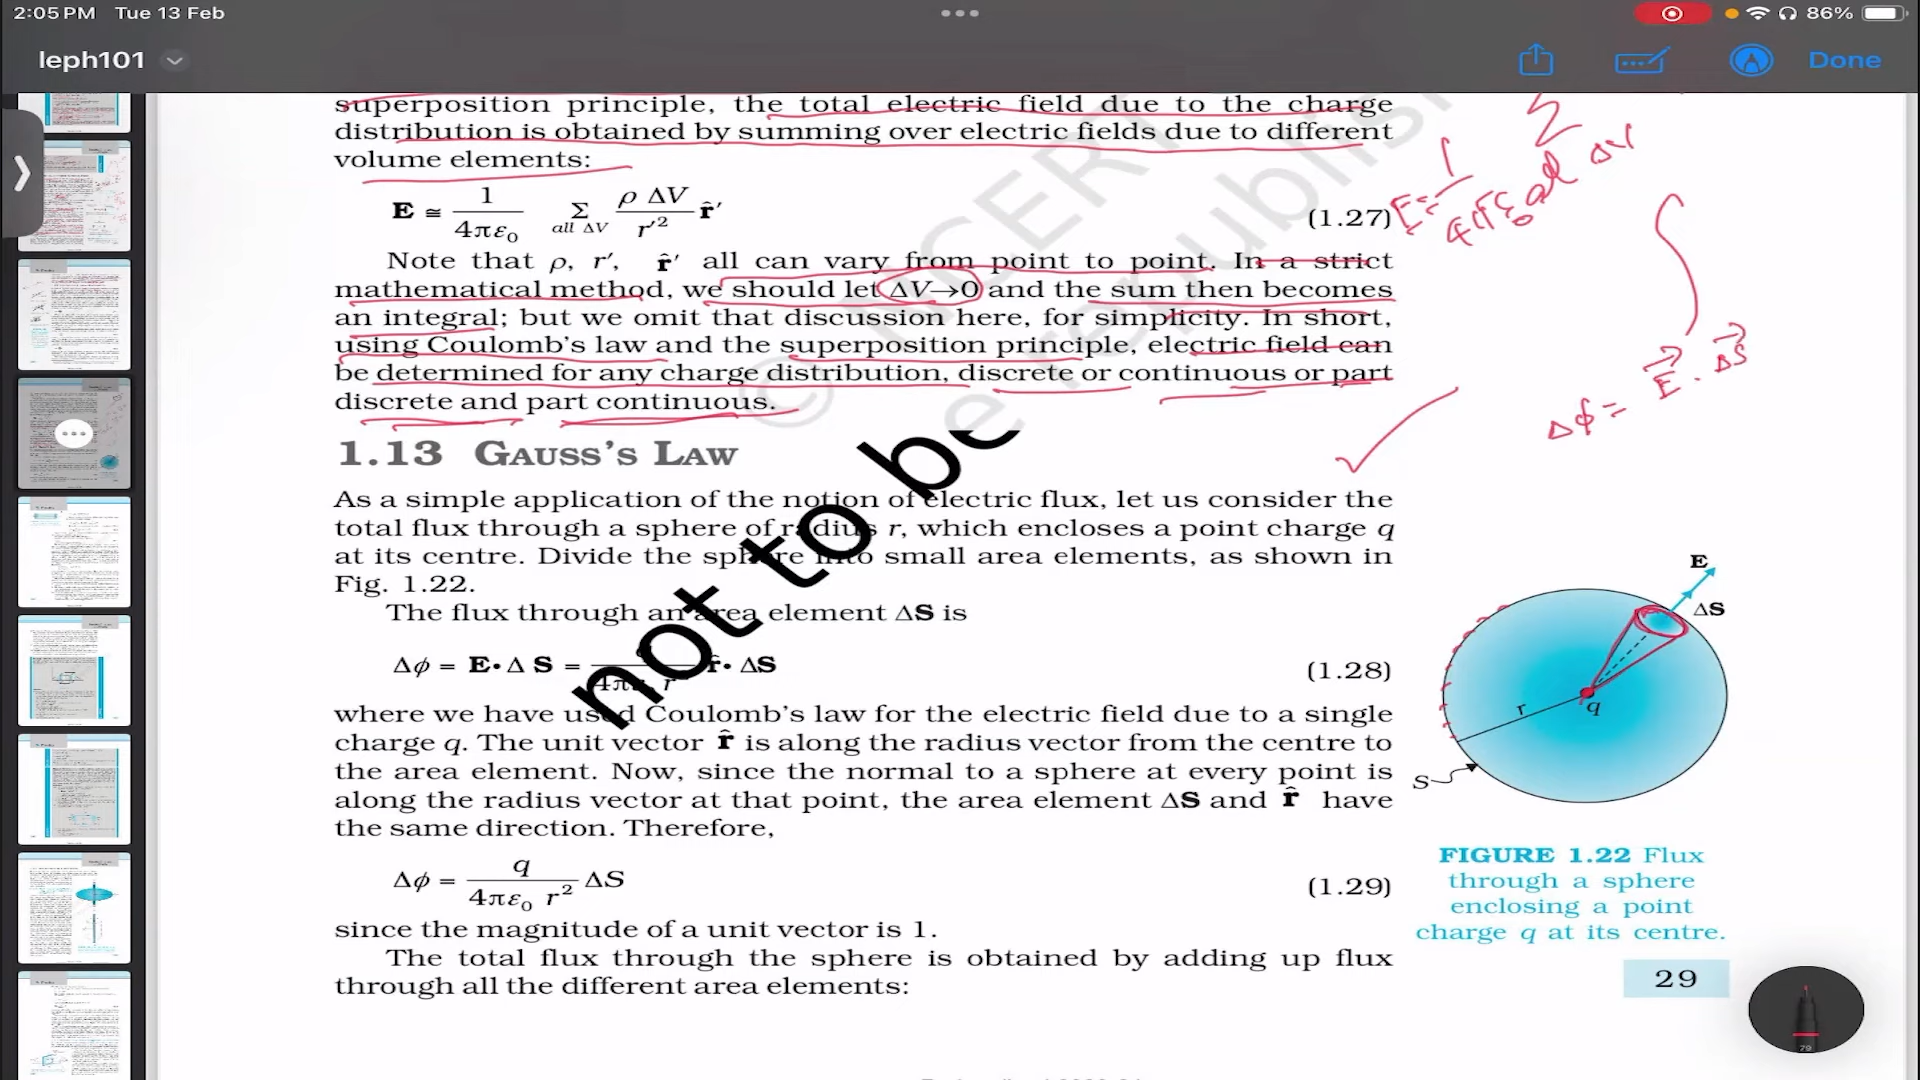 2:05 PM Tue 13 Feb
86%
leph101
Done
superposition principle, the total electric field due to the charge
distribution is obtained by summing over electric fields due to different
volume elements:
E ≅ 1/4πε₀ Σ all ΔV ρ ΔV/r′² r̂′ (1.27)
Note that ρ, r′, r̂′ all can vary from point to point. In a strict
mathematical method, we should let ΔV→0 and the sum then becomes
an integral; but we omit that discussion here, for simplicity. In short,
using Coulomb's law and the superposition principle, electric field can
be determined for any charge distribution, discrete or continuous or part
discrete and part continuous.
Δφ = E⃗ . ΔS⃗
1.13 GAUSS'S LAW
As a simple application of the notion of electric flux, let us consider the
total flux through a sphere of radius r, which encloses a point charge q
at its centre. Divide the sphere into small area elements, as shown in
Fig. 1.22.
The flux through an area element ΔS is
Δφ = E• Δ S = r̂• ΔS (1.28)
where we have used Coulomb's law for the electric field due to a single
charge q. The unit vector r̂ is along the radius vector from the centre to
the area element. Now, since the normal to a sphere at every point is
along the radius vector at that point, the area element ΔS and r̂ have
the same direction. Therefore,
Δφ = q/4πε₀ r² ΔS (1.29)
since the magnitude of a unit vector is 1.
The total flux through the sphere is obtained by adding up flux
through all the different area elements:
not to be republish
© NCERT
E
ΔS
r
q
S
FIGURE 1.22 Flux
through a sphere
enclosing a point
charge q at its centre.
29
79